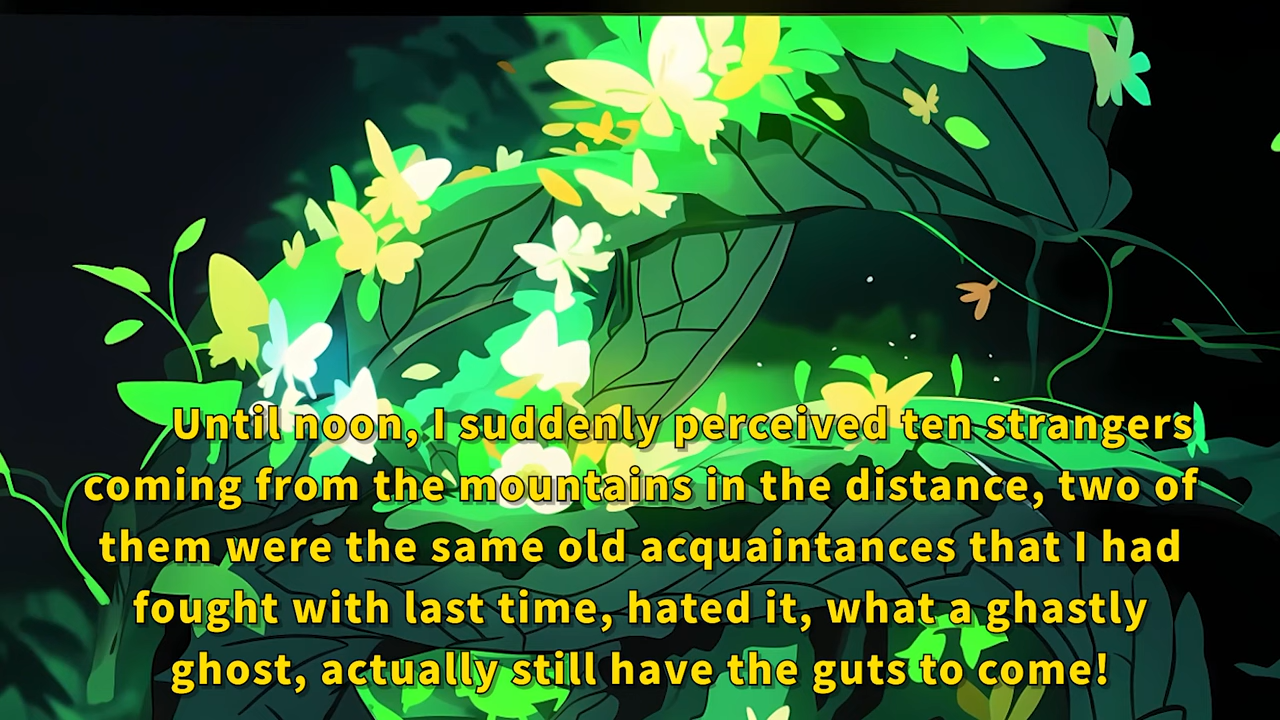 Until noon, I suddenly perceived ten strangers
coming from the mountains in the distance, two of
them were the same old acquaintances that I had
fought with last time, hated it, what a ghastly
ghost, actually still have the guts to come!